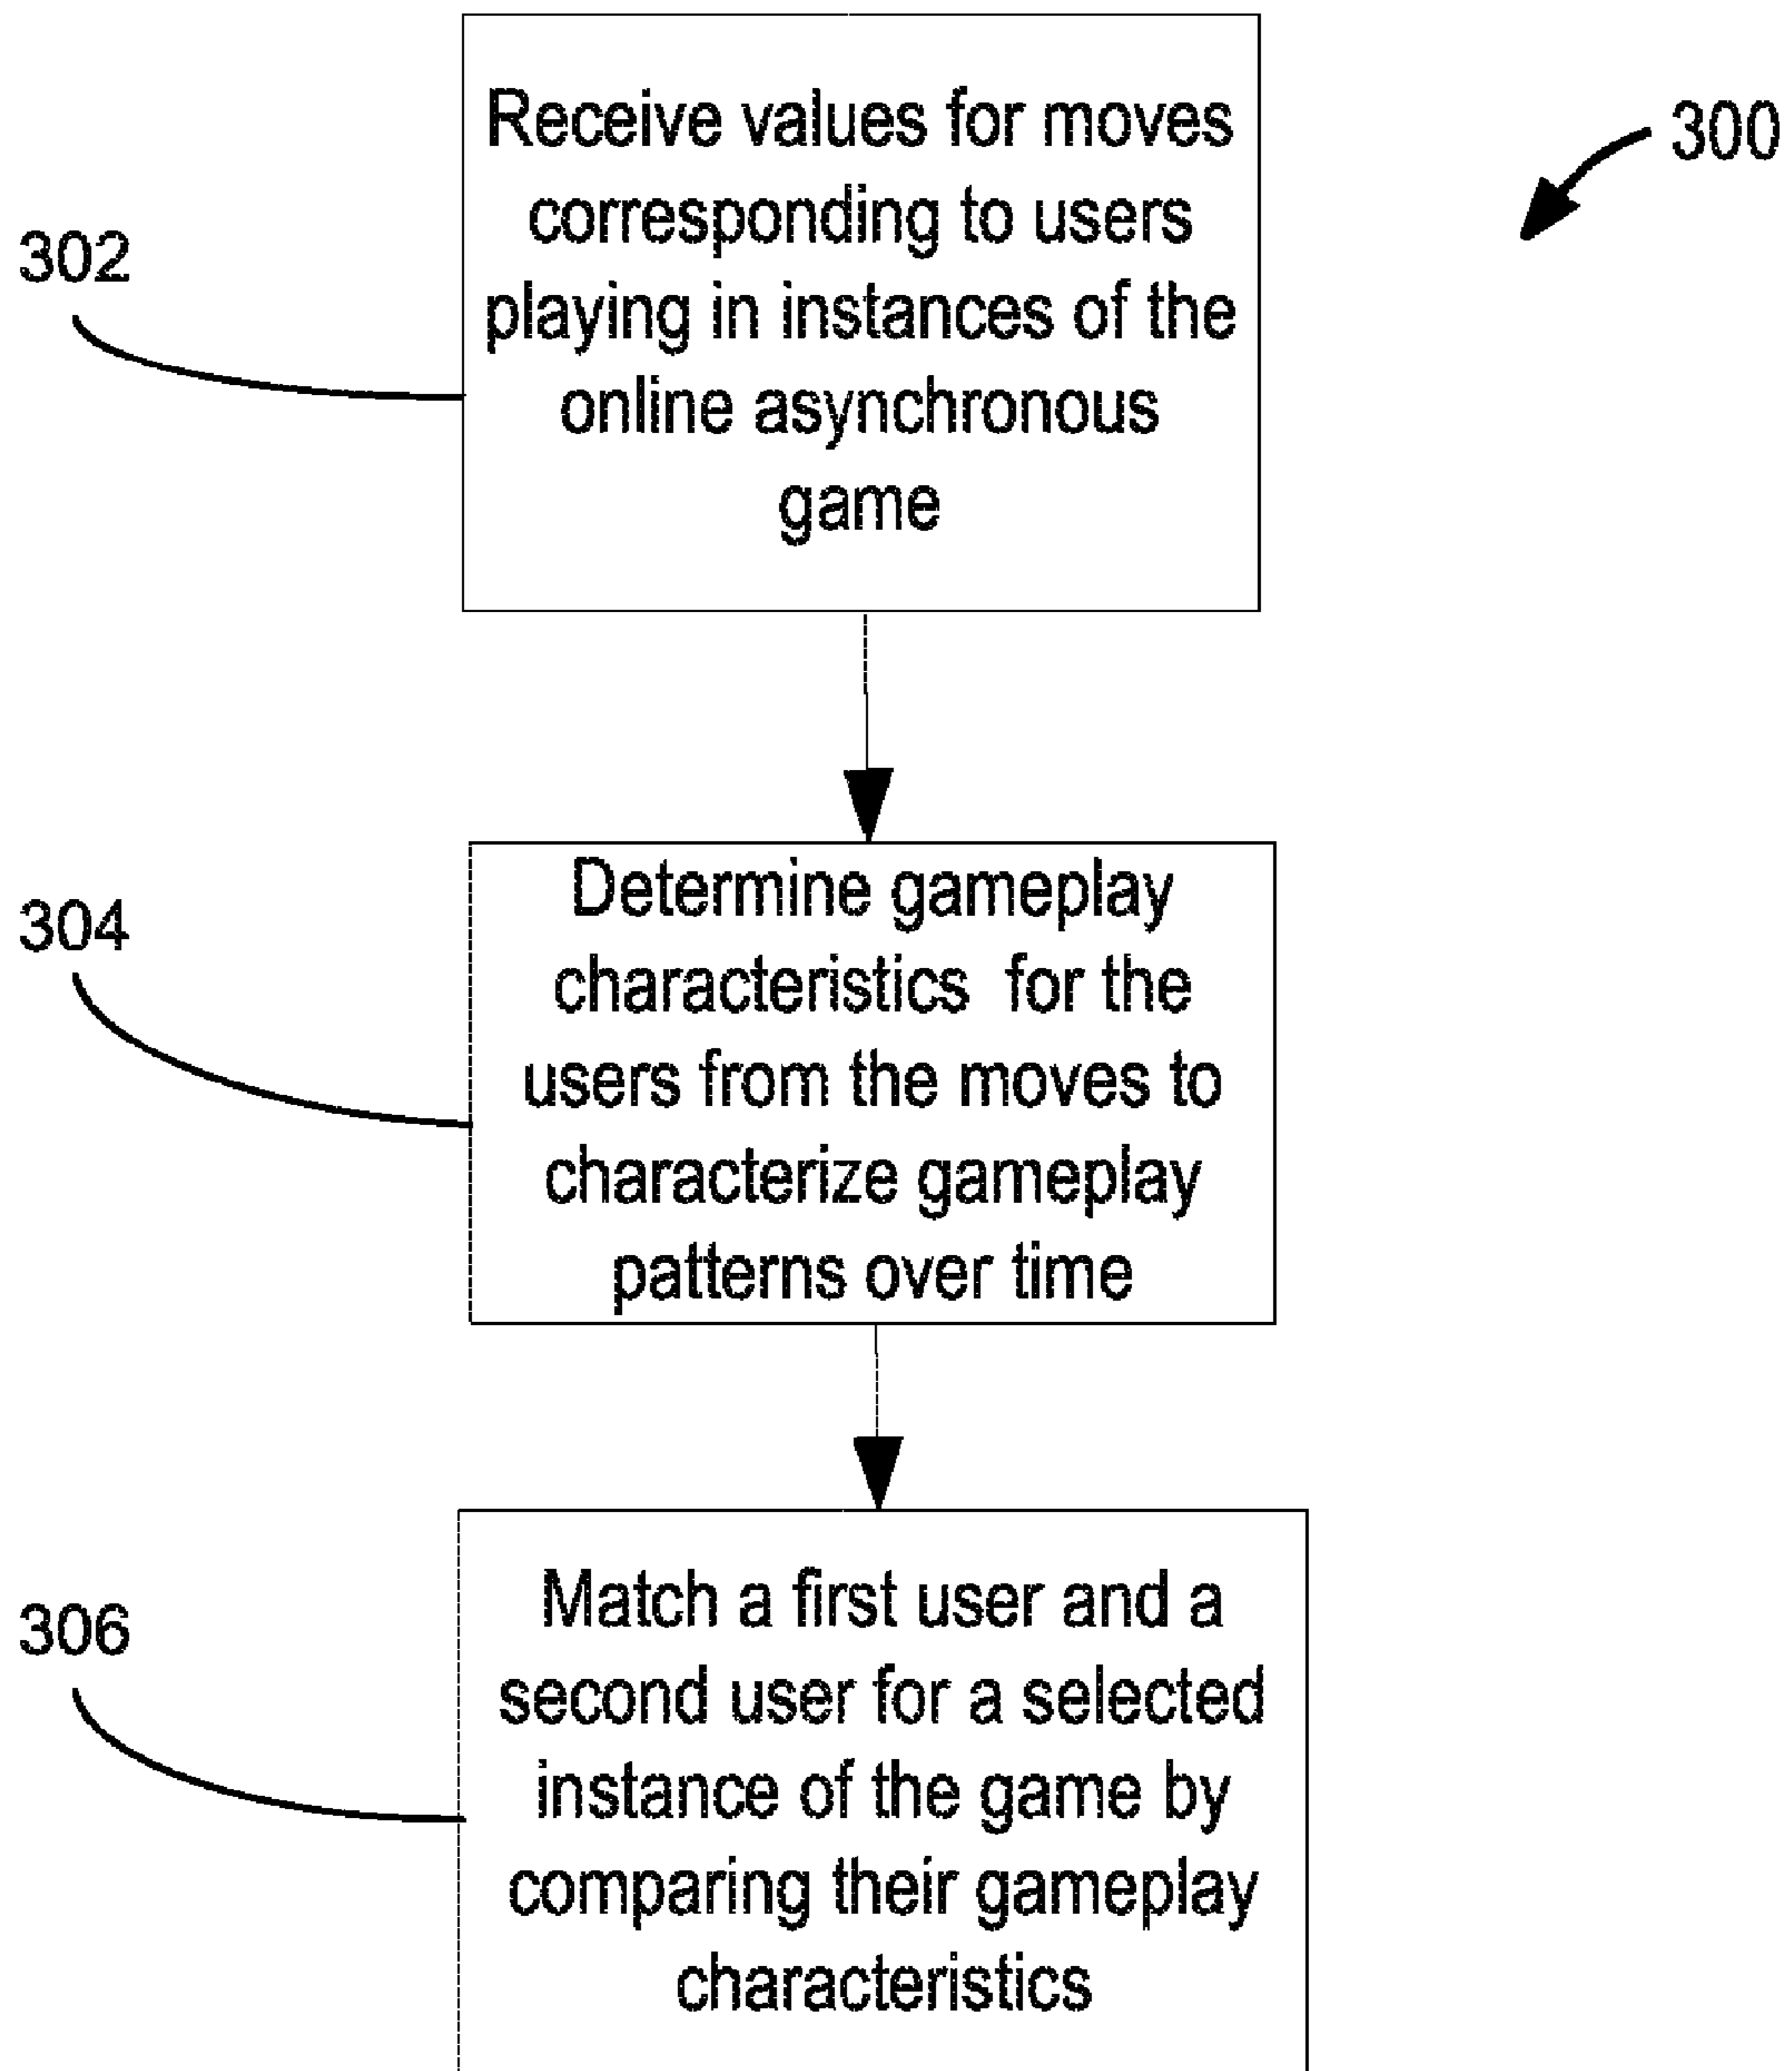 Receive values for moves
corresponding to users
playing in instances of the
online asynchronous
game
300
302
Determine gameplay
characteristics for the
users from the moves to
characterize gameplay
patterns over time
304
Match a first user and a
second user for a selected
instance of the game by
comparing their gameplay
characteristics
306